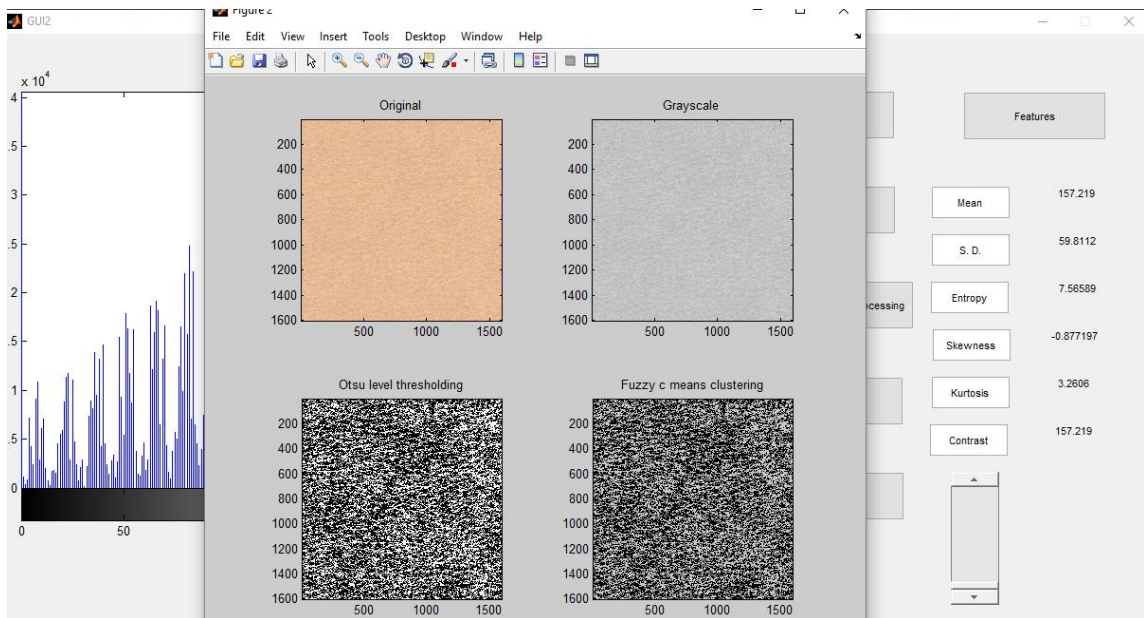 GUI2
Figure 2
File Edit View Insert Tools Desktop Window Help
x 10^4
4
.5
3
.5
2
.5
1
.5
0
0 50
Original
200
400
600
800
1000
1200
1400
1600
500 1000 1500
Grayscale
200
400
600
800
1000
1200
1400
1600
500 1000 1500
Otsu level thresholding
200
400
600
800
1000
1200
1400
1600
500 1000 1500
Fuzzy c means clustering
200
400
600
800
1000
1200
1400
1600
500 1000 1500
ocessing
Features
Mean 157.219
S. D. 59.8112
Entropy 7.56589
Skewness -0.877197
Kurtosis 3.2606
Contrast 157.219